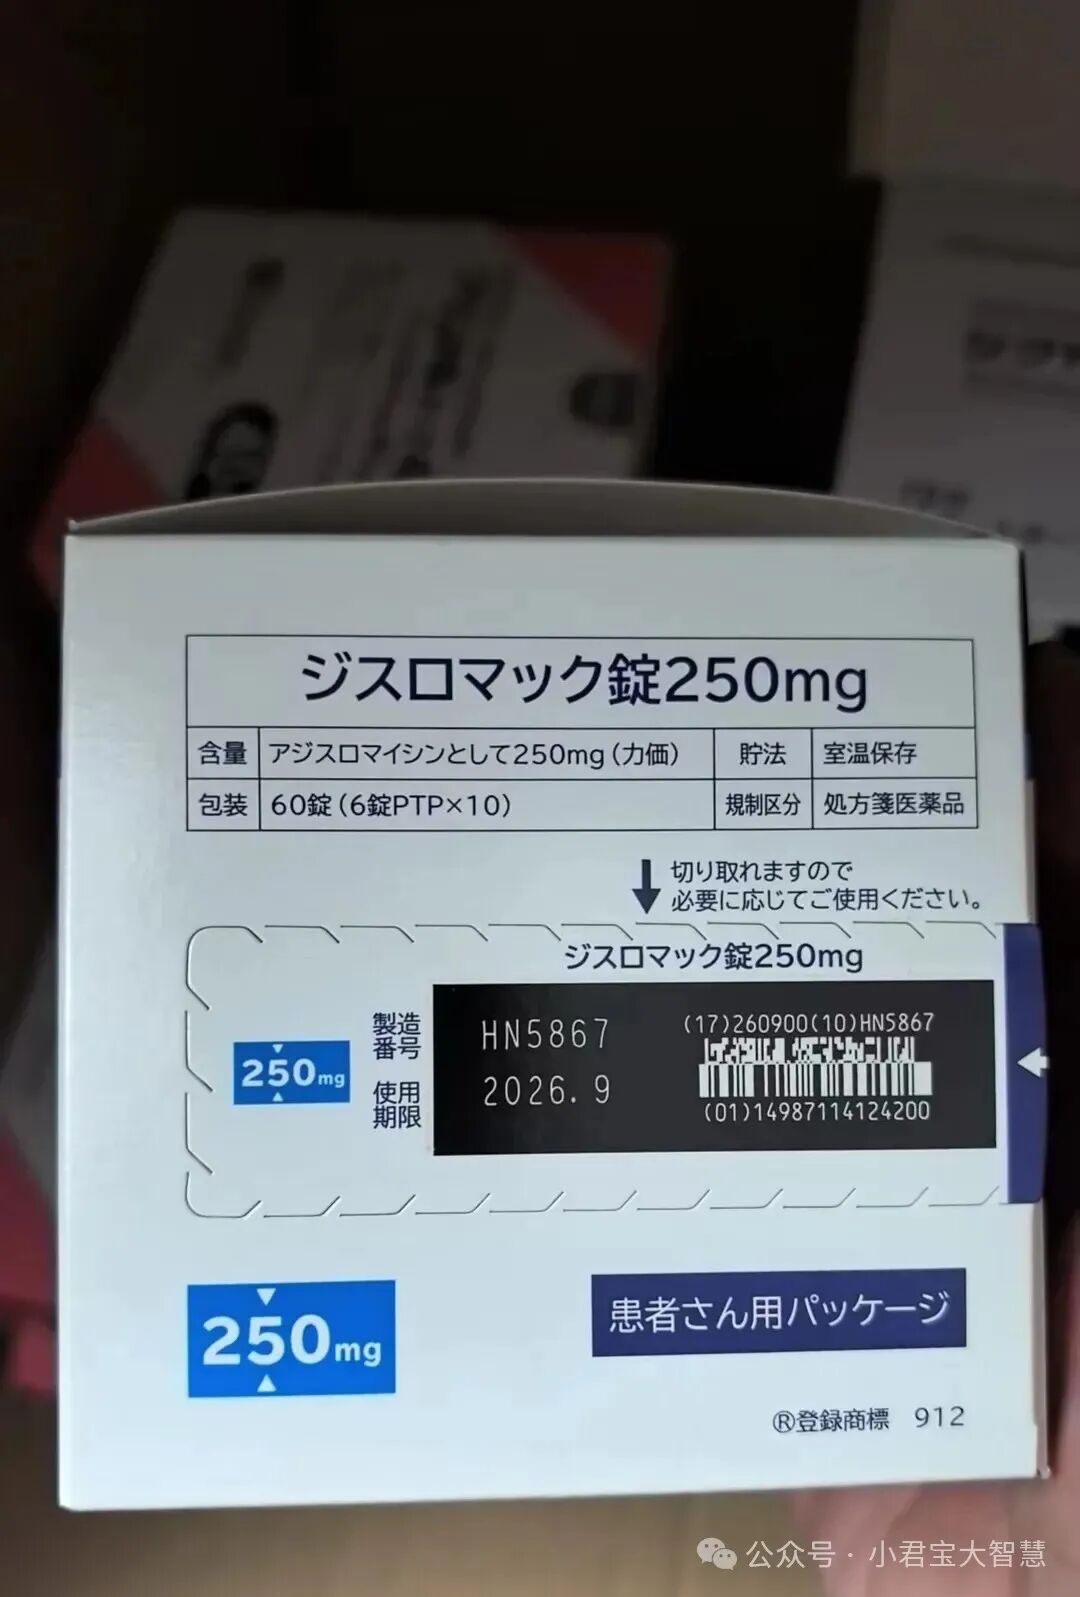 ジスロマック錠250mg
含量 アジスロマイシンとして250mg(力価) 貯法 室温保存
包装 60錠(6錠PTP×10) 規制区分 処方箋医薬品
切り取れますので
必要に応じてご使用ください。
ジスロマック錠250mg
250mg
製造番号 HN5867
使用期限 2026.9
(17)260900(10)HN5867
(01)14987114124200
250mg
患者さん用パッケージ
®登録商標 912
公众号·小君宝大智慧